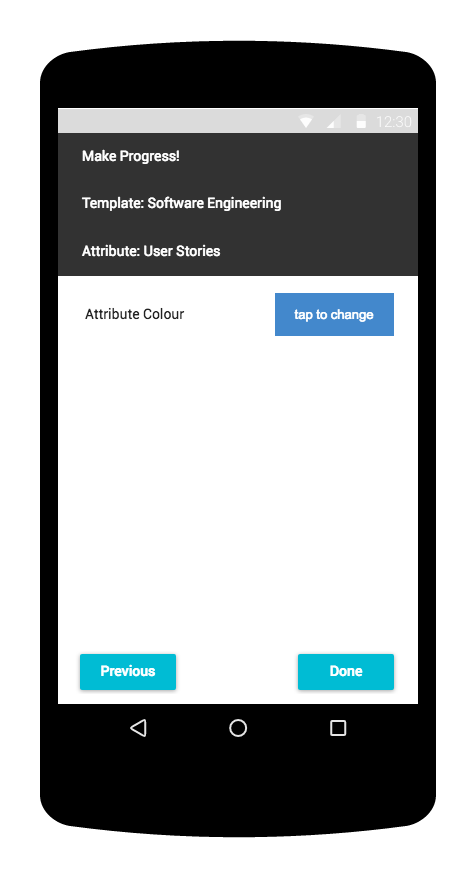 12:30
Make Progress!
Template: Software Engineering
Attribute: User Stories
Attribute Colour
tap to change
Previous
Done